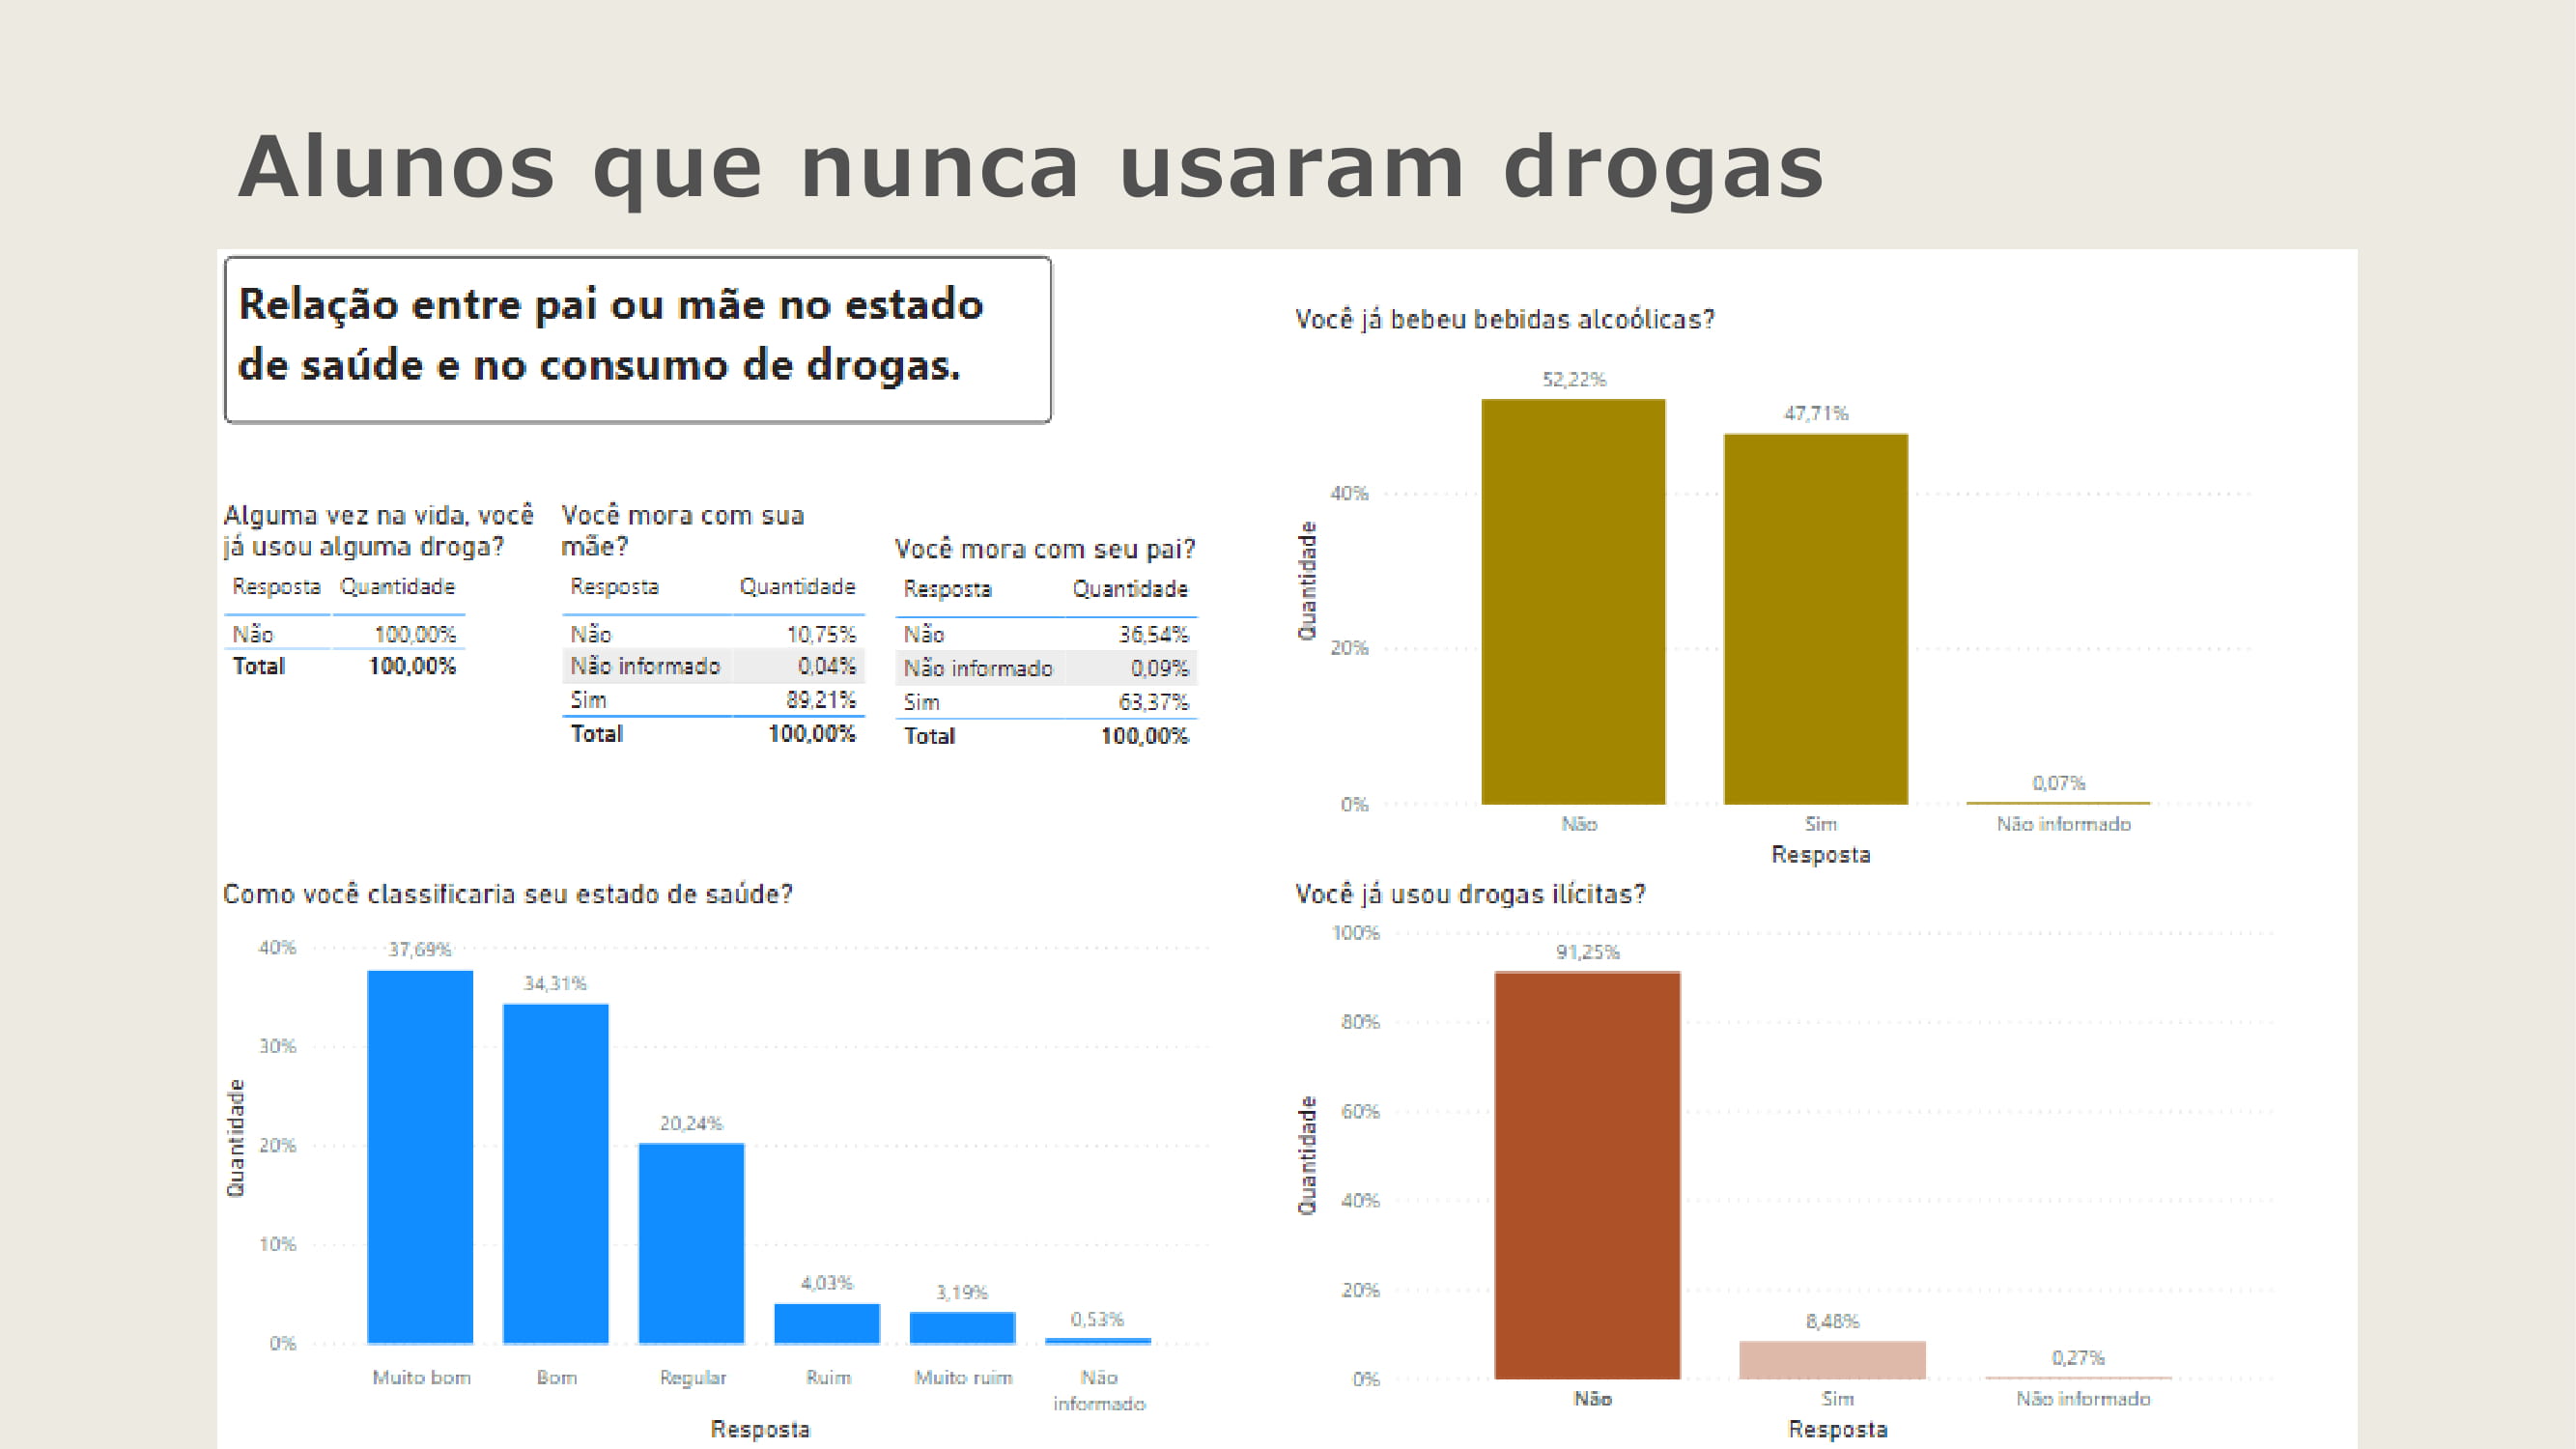 Alunos que nunca usaram drogas
Relação entre pai ou mãe no estado
de saúde e no consumo de drogas.
Alguma vez na vida, você
já usou alguma droga?
Resposta Quantidade
Não 100,00%
Total 100,00%
Você mora com sua
mãe?
Resposta Quantidade
Não 10,75%
Não informado 0,04%
Sim 89,21%
Total 100,00%
Você mora com seu pai?
Resposta Quantidade
Não 36,54%
Não informado 0,09%
Sim 63,37%
Total 100,00%
Você já bebeu bebidas alcoólicas?
Quantidade
52,22%
47,71%
40%
20%
0,07%
0%
Não Sim Não informado
Resposta
Como você classificaria seu estado de saúde?
Quantidade
40%
37,69%
34,31%
30%
20,24%
20%
10%
4,03%
3,19%
0,53%
0%
Muito bom Bom Regular Ruim Muito ruim Não
informado
Resposta
Você já usou drogas ilícitas?
Quantidade
100%
91,25%
80%
60%
40%
20%
8,48%
0,27%
0%
Não Sim Não informado
Resposta